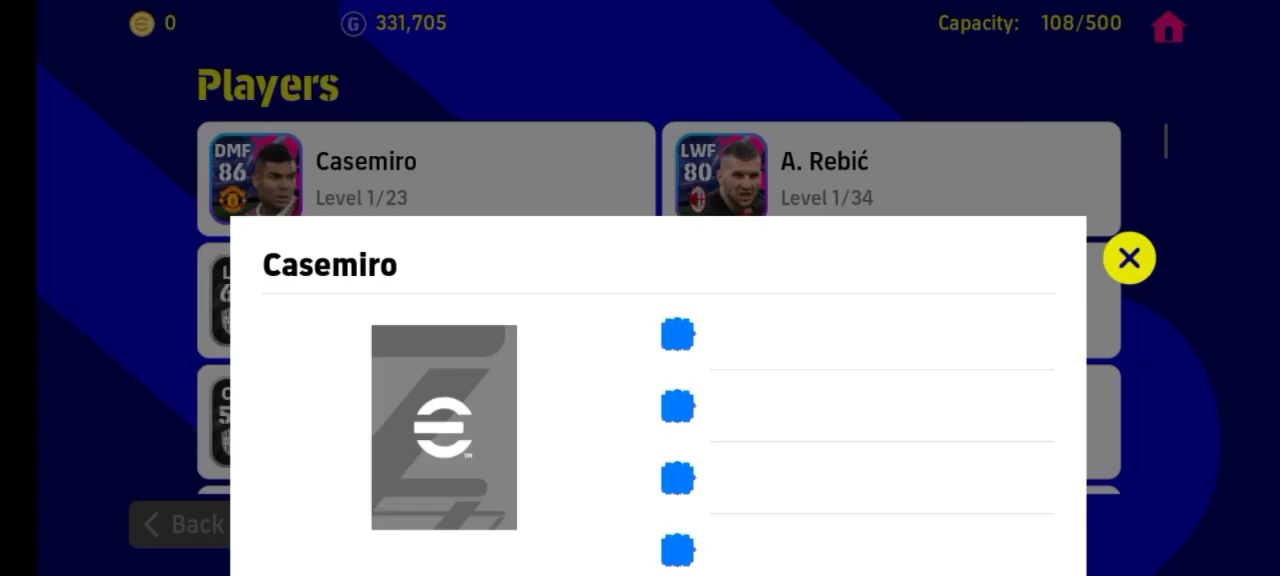 0
331,705
Capacity: 108/500
Players
DMF
86
Casemiro
Level 1/23
LWF
80
A. Rebić
Level 1/34
Casemiro
Back